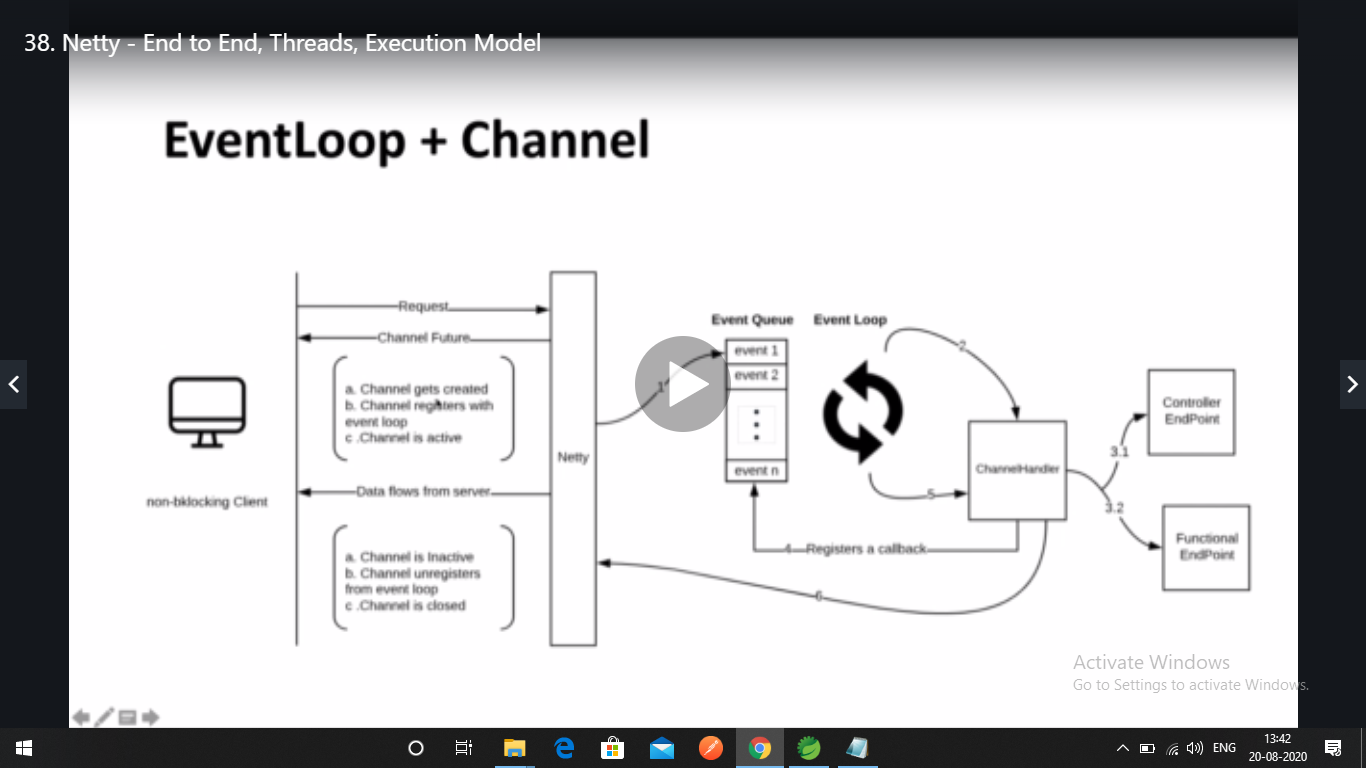 38. Netty - End to End, Threads, Execution Model
EventLoop + Channel
Request
Channel Future
a. Channel gets created
b. Channel registers with
event loop
c .Channel is active
Data flows from server
a. Channel is Inactive
b. Channel unregisters
from event loop
c .Channel is closed
non-bklocking Client
Netty
1
Event Queue
event 1
event 2
event n
Event Loop
2
5
4
Registers a callback
6
ChannelHandler
3.1
3.2
Controller
EndPoint
Functional
EndPoint
Activate Windows
Go to Settings to activate Windows.
ENG
13:42
20-08-2020